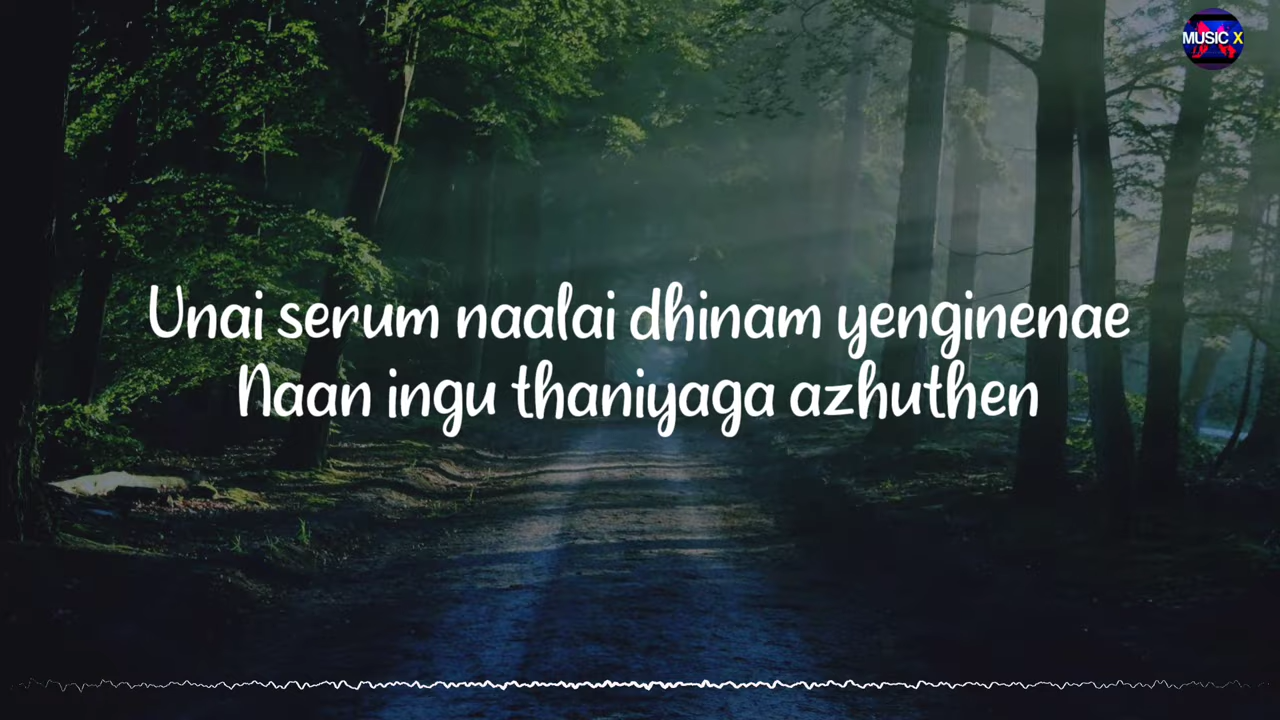 MUSIC X
Unai serum naalai dhinam yenginenae
Naan ingu thaniyaga azhuthen